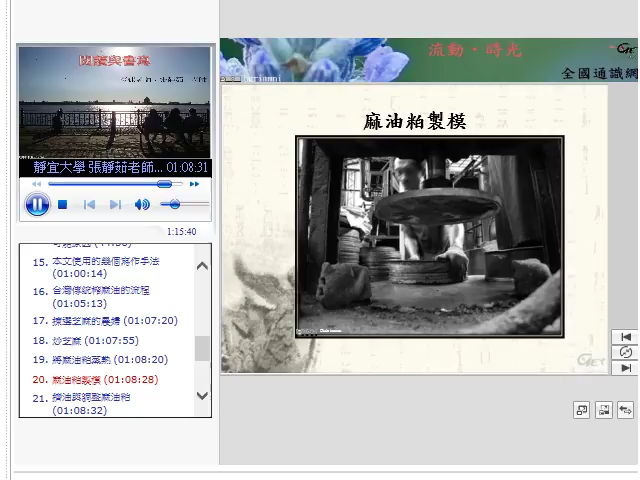 閱讀與書寫
靜宜大學 張靜茹老師... 01:08:31
1:15:40
15. 本文使用的幾個寫作手法
(01:00:14)
16. 台灣傳統榨麻油的流程
(01:05:13)
17. 揀選芝麻的農婦 (01:07:20)
18. 炒芝麻 (01:07:55)
19. 將麻油粕蒸熟 (01:08:20)
20. 麻油粕製模 (01:08:28)
21. 擠油與調整麻油粕
(01:08:32)
流動・時光
全國通識網
麻油粕製模